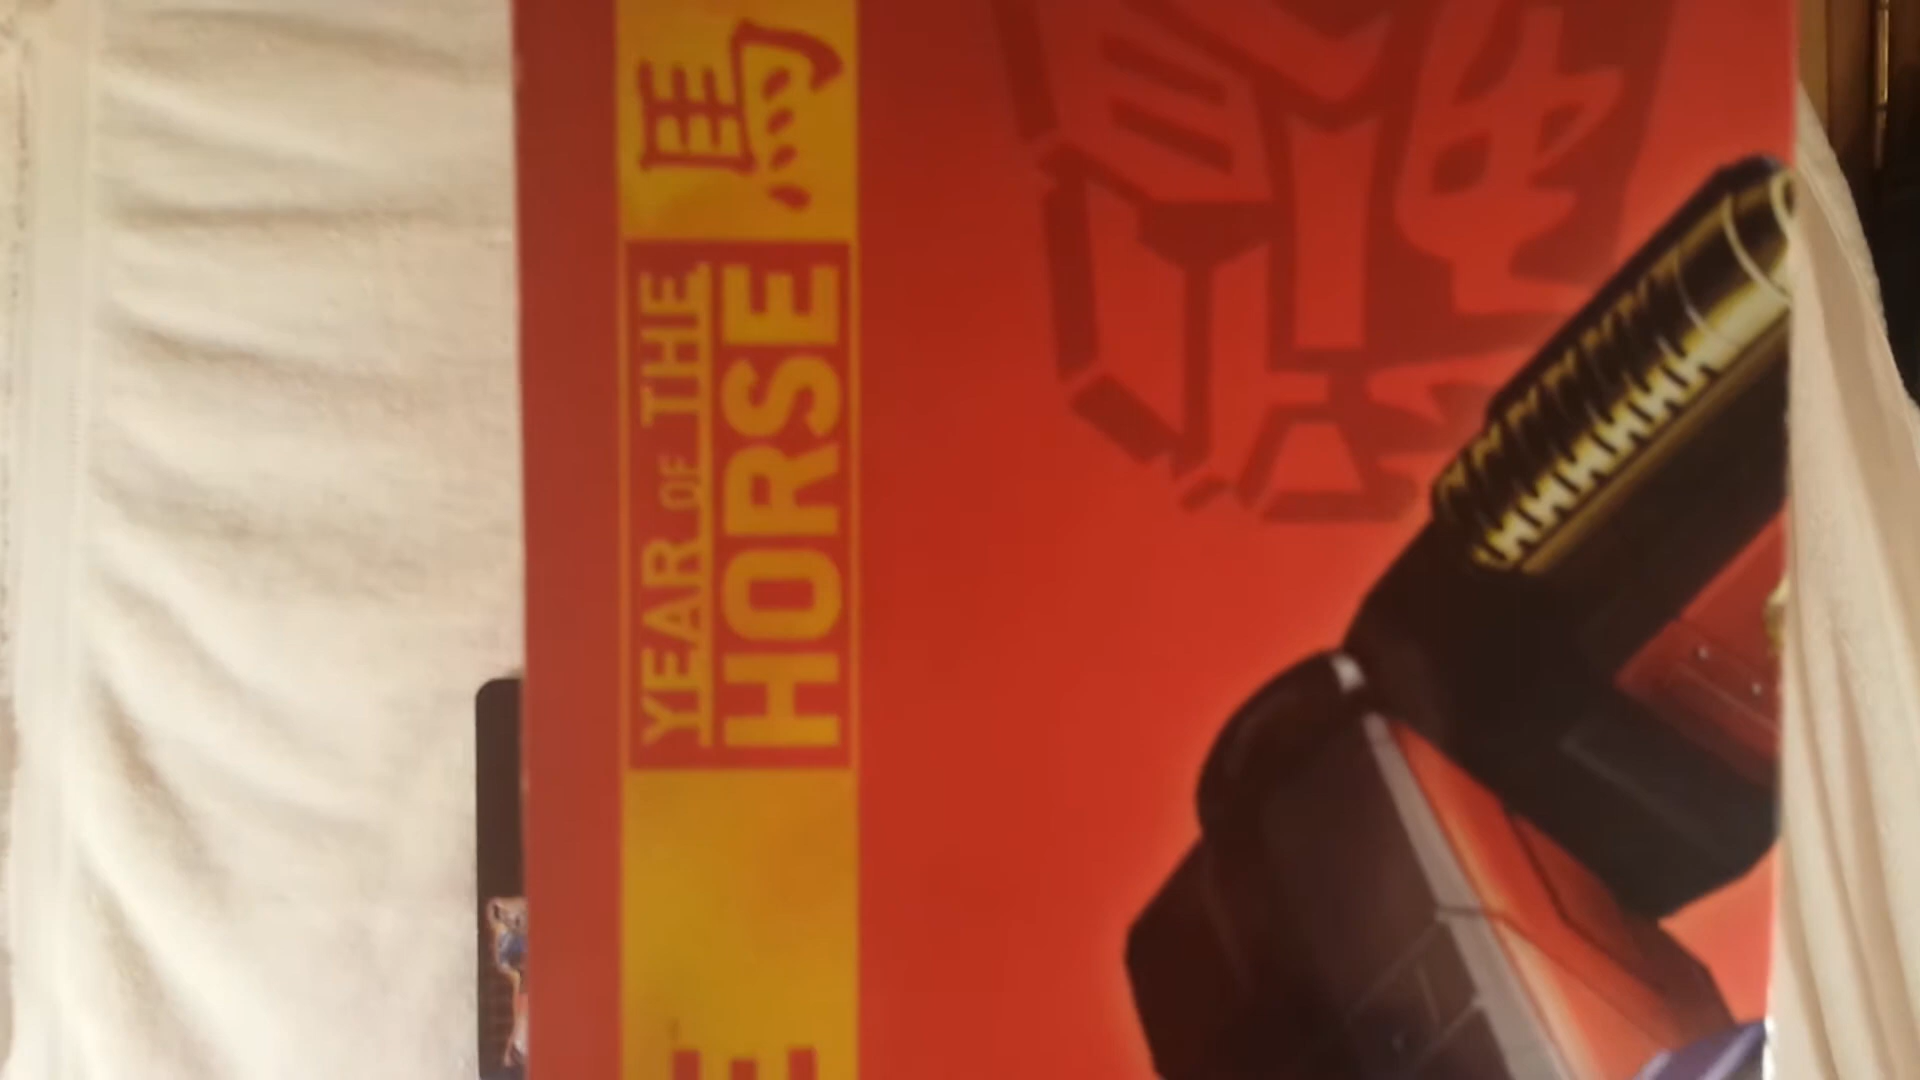 馬
YEAR OF THE
HORSE